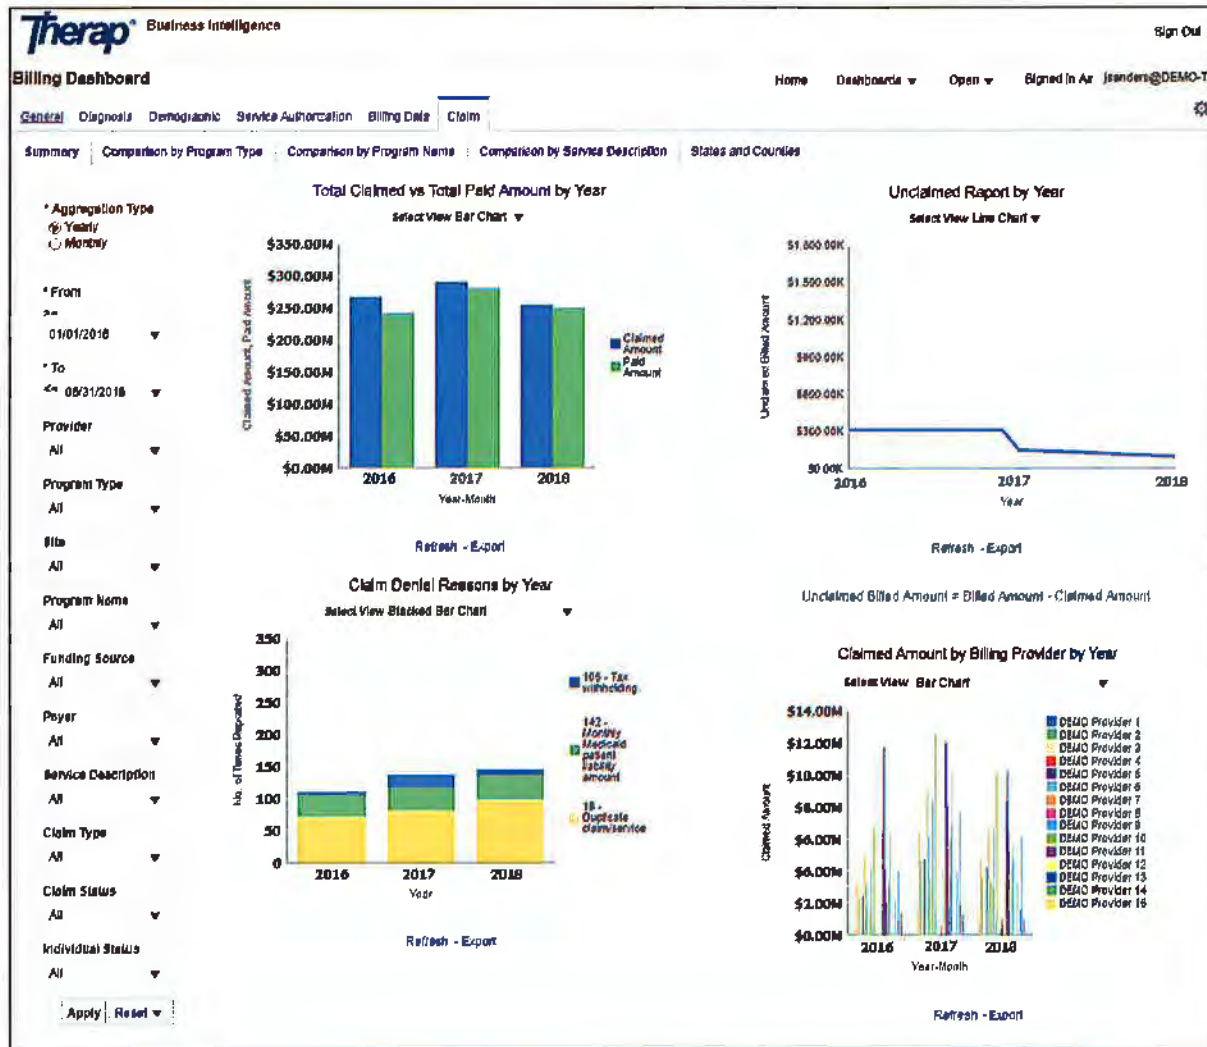 Therap Business Intelligence
Sign Out
Billing Dashboard
Home Dashboards Open Signed In As jsanders@DEMO-T
General Diagnosis Demographic Service Authorization Billing Data Claim
Summary Comparison by Program Type Comparison by Program Name Comparison by Service Description States and Counties
* Aggregation Type
Yearly
Monthly
* From
>=
01/01/2016
* To
<= 08/31/2018
Provider
All
Program Type
All
Site
All
Program Name
All
Funding Source
All
Payer
All
Service Description
All
Claim Type
All
Claim Status
All
Individual Status
All
Apply Reset
Total Claimed vs Total Paid Amount by Year
Select View Bar Chart
Claimed Amount, Paid Amount
$350.00M
$300.00M
$250.00M
$200.00M
$150.00M
$100.00M
$50.00M
$0.00M
2016 2017 2018
Year-Month
Claimed Amount
Paid Amount
Refresh - Export
Unclaimed Report by Year
Select View Line Chart
Unclaimed Billed Amount
$1,800.00K
$1,500.00K
$1,200.00K
$900.00K
$600.00K
$300.00K
$0.00K
2016 2017 2018
Year
Refresh - Export
Unclaimed Billed Amount = Billed Amount - Claimed Amount
Claim Denial Reasons by Year
Select View Stacked Bar Chart
No. of Times Reported
350
300
250
200
150
100
50
0
2016 2017 2018
Year
105 - Tax
withholding
142 -
Monthly
Medicaid
patient
liability
amount
18 -
Duplicate
claim/service
Refresh - Export
Claimed Amount by Billing Provider by Year
Select View Bar Chart
Claimed Amount
$14.00M
$12.00M
$10.00M
$8.00M
$6.00M
$4.00M
$2.00M
$0.00M
2016 2017 2018
Year-Month
DEMO Provider 1
DEMO Provider 2
DEMO Provider 3
DEMO Provider 4
DEMO Provider 5
DEMO Provider 6
DEMO Provider 7
DEMO Provider 8
DEMO Provider 9
DEMO Provider 10
DEMO Provider 11
DEMO Provider 12
DEMO Provider 13
DEMO Provider 14
DEMO Provider 15
Refresh - Export